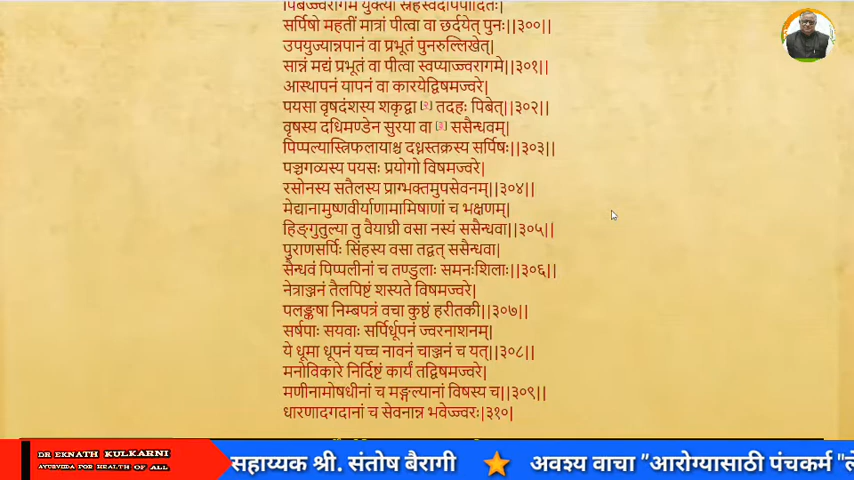 पिबेज्ज्वरागमे युक्त्या स्नेहस्वेदोपपादितः|
सर्पिषो महतीं मात्रां पीत्वा वा छर्दयेत् पुनः||३००||
उपयुज्यान्नपानं वा प्रभूतं पुनरुल्लिखेत्|
सान्नं मद्यं प्रभूतं वा पीत्वा स्वप्याज्ज्वरागमे||३०१||
आस्थापनं यापनं वा कारयेद्विषमज्वरे|
पयसा वृषदंशस्य शकृद्वा [२] तदहः पिबेत्||३०२||
वृषस्य दधिमण्डेन सुरया वा [३] ससैन्धवम्|
पिप्पल्यास्त्रिफलायाश्च दध्नस्तक्रस्य सर्पिषः||३०३||
पञ्चगव्यस्य पयसः प्रयोगो विषमज्वरे|
रसोनस्य सतैलस्य प्राग्भक्तमुपसेवनम्||३०४||
मेद्यानामुष्णवीर्याणामामिषाणां च भक्षणम्|
हिङ्गुतुल्या तु वैयाघ्री वसा नस्यं ससैन्धवा||३०५||
पुराणसर्पिः सिंहस्य वसा तद्वत् ससैन्धवा|
सैन्धवं पिप्पलीनां च तण्डुलाः समनःशिलाः||३०६||
नेत्राञ्जनं तैलपिष्टं शस्यते विषमज्वरे|
पलङ्कषा निम्बपत्रं वचा कुष्ठं हरीतकी||३०७||
सर्षपाः सयवाः सर्पिर्धूपनं ज्वरनाशनम्|
ये धूमा धूपनं यच्च नावनं चाञ्जनं च यत्||३०८||
मनोविकारे निर्दिष्टं कार्यं तद्विषमज्वरे|
मणीनामोषधीनां च मङ्गल्यानां विषस्य च||३०९||
धारणादगदानां च सेवनान्न भवेज्ज्वरः|३१०|
DR EKNATH KULKARNI
AYURVEDA FOR HEALTH OF ALL
सहाय्यक श्री. संतोष बैरागी ⭐ अवश्य वाचा "आरोग्यासाठी पंचकर्म "ले